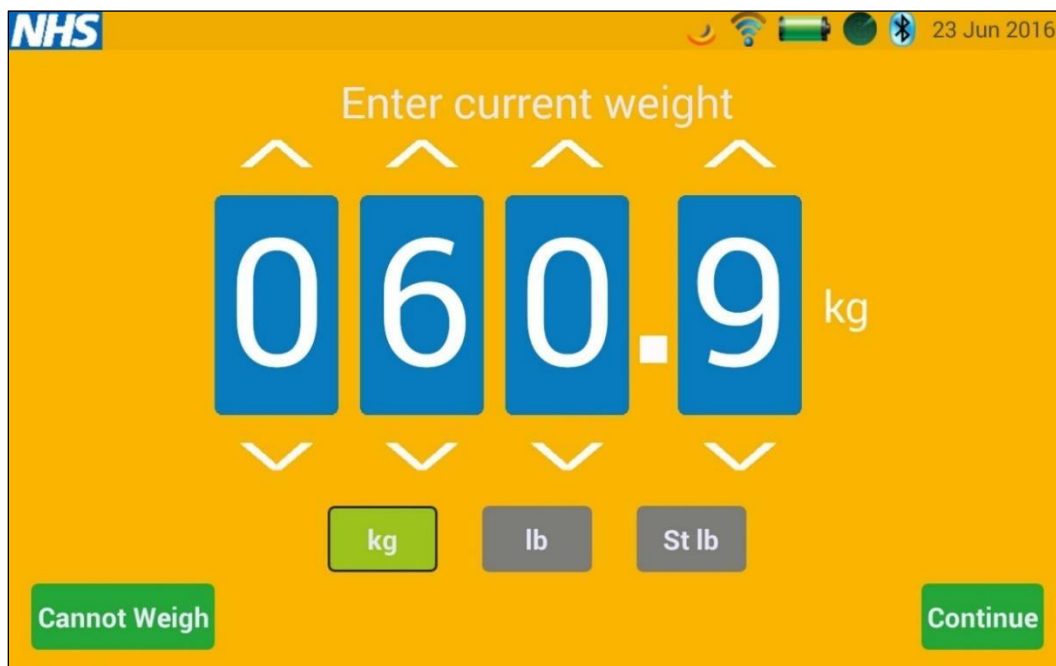 NHS
23 Jun 2016
Enter current weight
060.9 kg
kg lb St lb
Cannot Weigh Continue